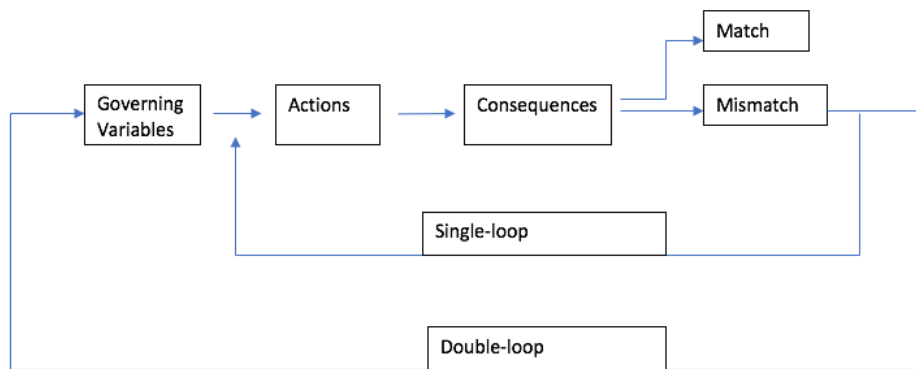 Match
Governing
Variables
Actions
Consequences
Mismatch
Single-loop
Double-loop